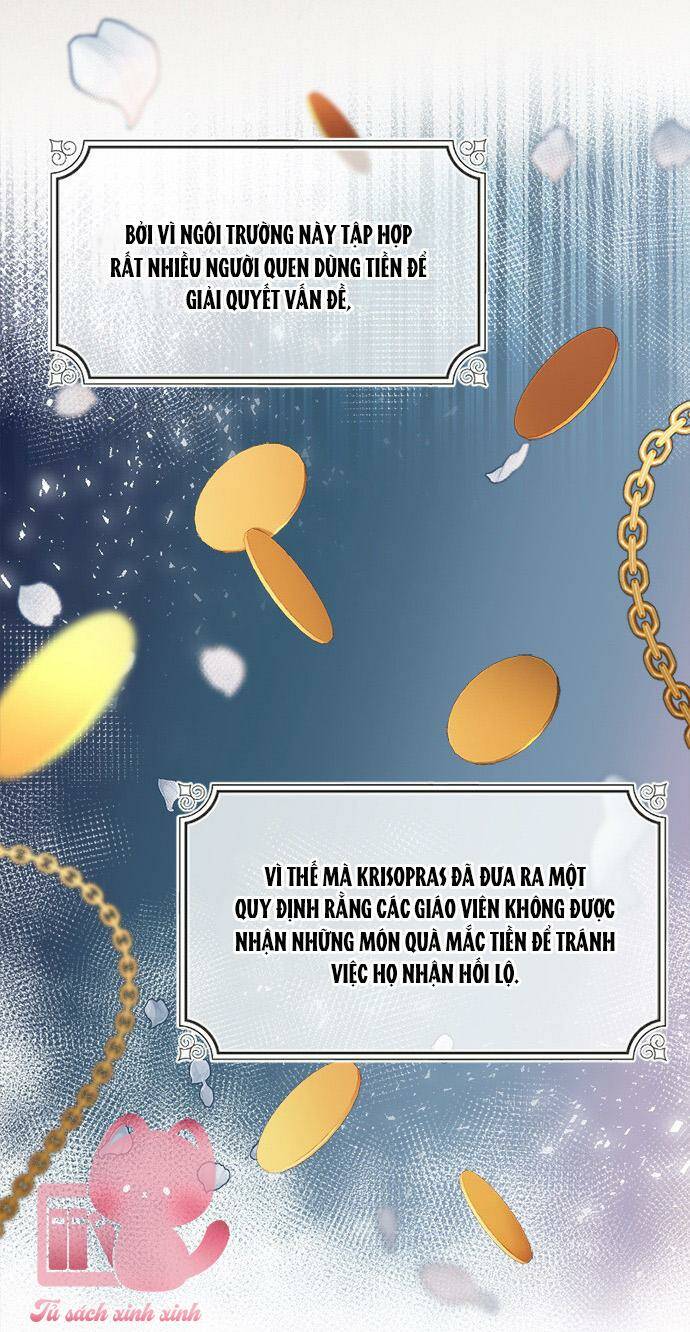 BỞI VÌ NGÔI TRƯỜNG NÀY TẬP HỢP
RẤT NHIỀU NGƯỜI QUEN DÙNG TIỀN ĐỂ
GIẢI QUYẾT VẤN ĐỀ,
VÌ THẾ MÀ KRISOPRAS ĐÃ ĐƯA RA MỘT
QUY ĐỊNH RẰNG CÁC GIÁO VIÊN KHÔNG ĐƯỢC
NHẬN NHỮNG MÓN QUÀ MẮC TIỀN ĐỂ TRÁNH
VIỆC HỌ NHẬN HỐI LỘ.
Tủ sách xinh xinh